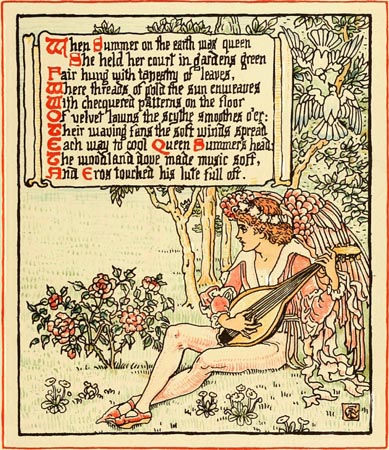 When Summer on the earth was queen
She held her court in gardens green
Fair hung with tapestry of leaves,
Where threads of gold the sun enweaves
With chequered patterns on the floor
Of velvet lawns the scythe smoothes o'er:
Their waving fans the soft winds spread
Each way to cool Queen Summer's head:
The woodland dove made music soft,
And Eros touched his lute full oft.